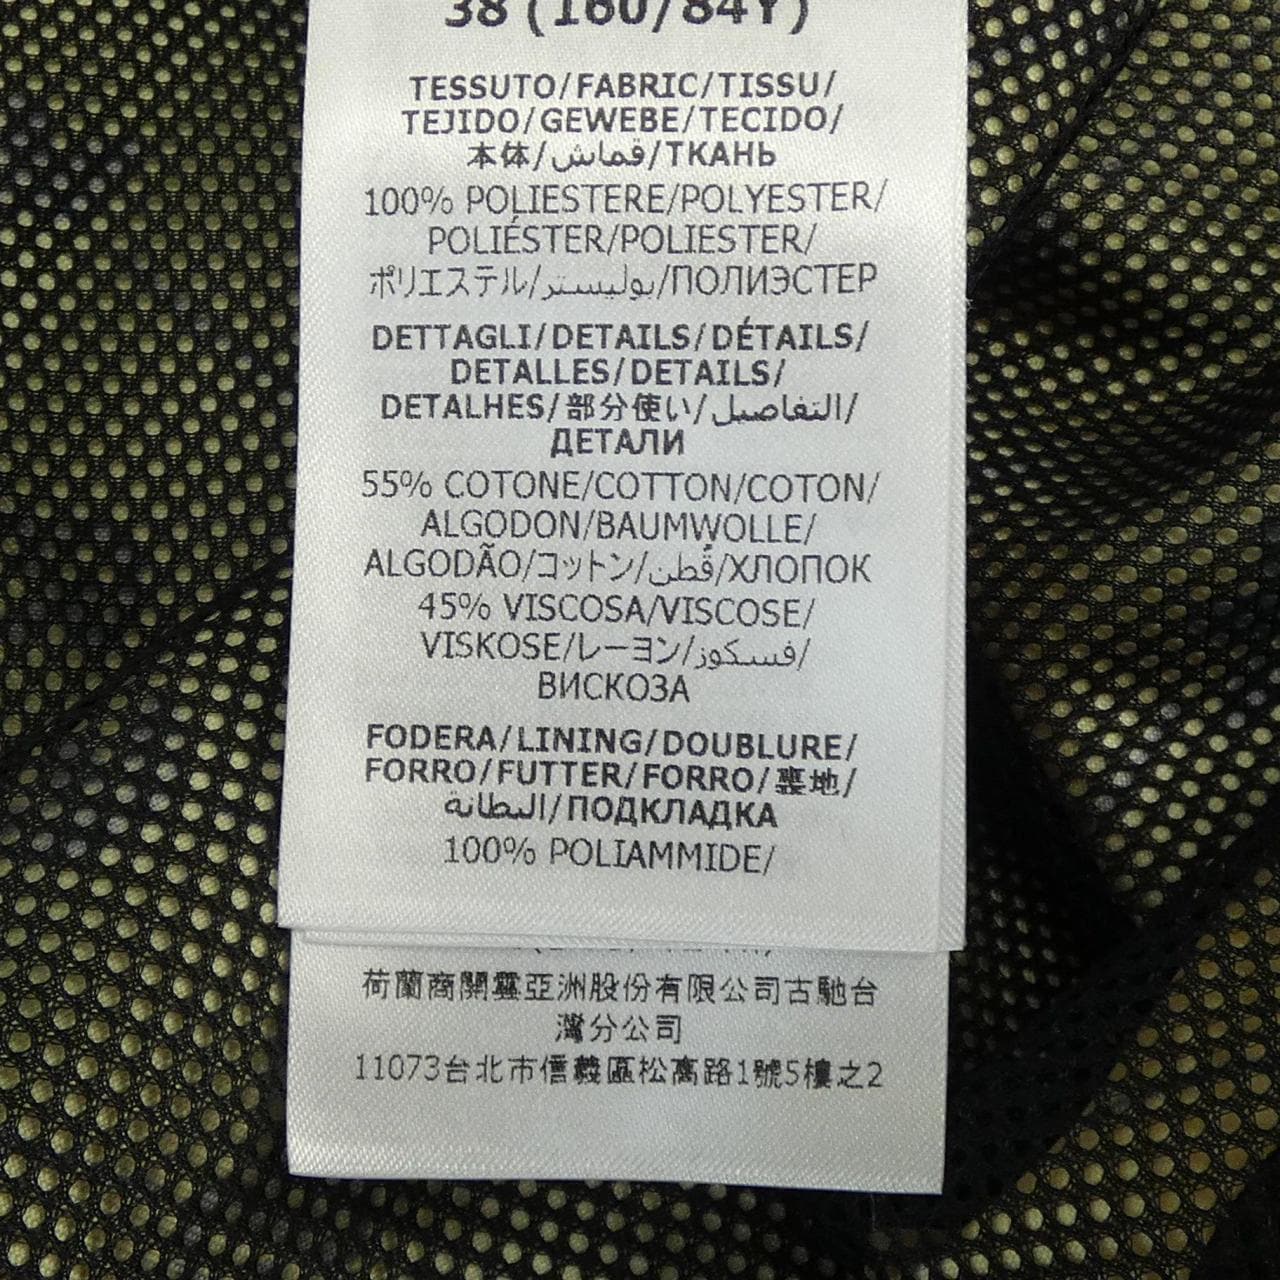 38 (160/84Y)
TESSUTO/FABRIC/TISSU/
TEJIDO/GEWEBE/TECIDO/
本体/قماش/ТКАНЬ
100% POLIESTERE/POLYESTER/
POLIÉSTER/POLIESTER/
ポリエステル/بوليستر/ПОЛИЭСТЕР
DETTAGLI/DETAILS/DÉTAILS/
DETALLES/DETAILS/
DETALHES/部分使い/التفاصيل/
ДЕТАЛИ
55% COTONE/COTTON/COTON/
ALGODON/BAUMWOLLE/
ALGODÃO/コットン/قُطن/ХЛОПОК
45% VISCOSA/VISCOSE/
VISKOSE/レーヨン/فسكوز/
ВИСКОЗА
FODERA/LINING/DOUBLURE/
FORRO/FUTTER/FORRO/裏地/
البطانة/ПОДКЛАДКА
100% POLIAMMIDE/
荷蘭商開雲亞洲股份有限公司古馳台
灣分公司
11073台北市信義區松高路1號5樓之2